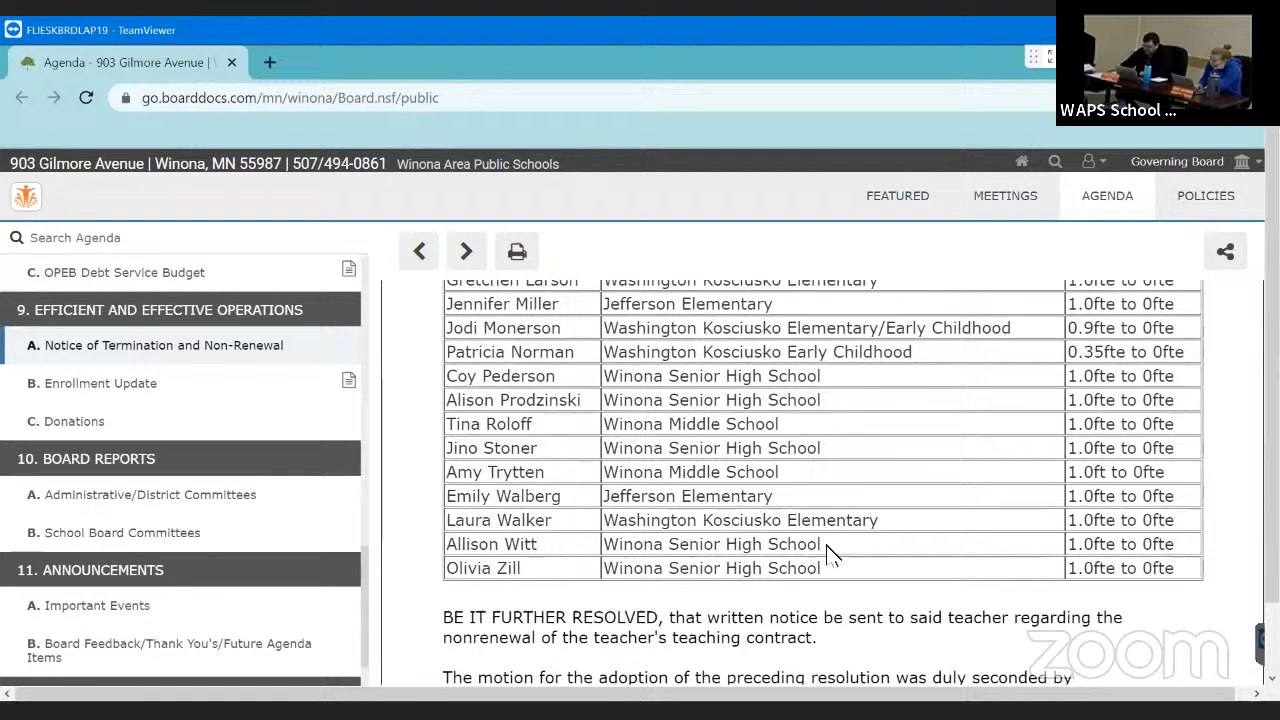 FLIESKBRDLAP19 - TeamViewer
Agenda - 903 Gilmore Avenue |
go.boarddocs.com/mn/winona/Board.nsf/public
WAPS School ...
903 Gilmore Avenue | Winona, MN 55987 | 507/494-0861 Winona Area Public Schools
Governing Board
FEATURED MEETINGS AGENDA POLICIES
Search Agenda
C. OPEB Debt Service Budget
9. EFFICIENT AND EFFECTIVE OPERATIONS
A. Notice of Termination and Non-Renewal
B. Enrollment Update
C. Donations
10. BOARD REPORTS
A. Administrative/District Committees
B. School Board Committees
11. ANNOUNCEMENTS
A. Important Events
B. Board Feedback/Thank You's/Future Agenda
Items
Gretchen Larson Washington Kosciusko Elementary 1.0fte to 0fte
Jennifer Miller Jefferson Elementary 1.0fte to 0fte
Jodi Monerson Washington Kosciusko Elementary/Early Childhood 0.9fte to 0fte
Patricia Norman Washington Kosciusko Early Childhood 0.35fte to 0fte
Coy Pederson Winona Senior High School 1.0fte to 0fte
Alison Prodzinski Winona Senior High School 1.0fte to 0fte
Tina Roloff Winona Middle School 1.0fte to 0fte
Jino Stoner Winona Senior High School 1.0fte to 0fte
Amy Trytten Winona Middle School 1.0ft to 0fte
Emily Walberg Jefferson Elementary 1.0fte to 0fte
Laura Walker Washington Kosciusko Elementary 1.0fte to 0fte
Allison Witt Winona Senior High School 1.0fte to 0fte
Olivia Zill Winona Senior High School 1.0fte to 0fte
BE IT FURTHER RESOLVED, that written notice be sent to said teacher regarding the
nonrenewal of the teacher's teaching contract.
The motion for the adoption of the preceding resolution was duly seconded by
zoom